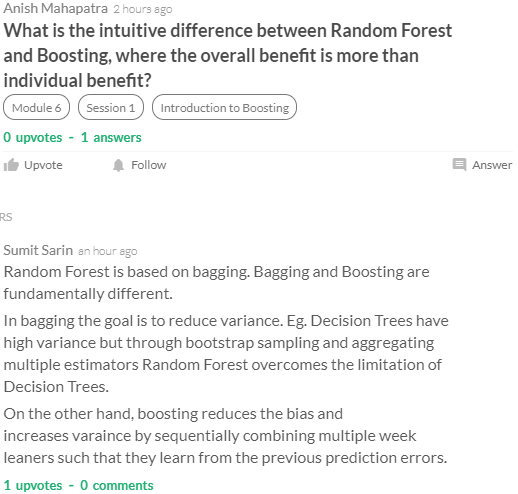 Anish Mahapatra 2 hours ago
What is the intuitive difference between Random Forest
and Boosting, where the overall benefit is more than
individual benefit?
Module 6 Session 1 Introduction to Boosting
0 upvotes - 1 answers
Upvote Follow Answer
RS
Sumit Sarin an hour ago
Random Forest is based on bagging. Bagging and Boosting are
fundamentally different.
In bagging the goal is to reduce variance. Eg. Decision Trees have
high variance but through bootstrap sampling and aggregating
multiple estimators Random Forest overcomes the limitation of
Decision Trees.
On the other hand, boosting reduces the bias and
increases varaince by sequentially combining multiple week
leaners such that they learn from the previous prediction errors.
1 upvotes - 0 comments